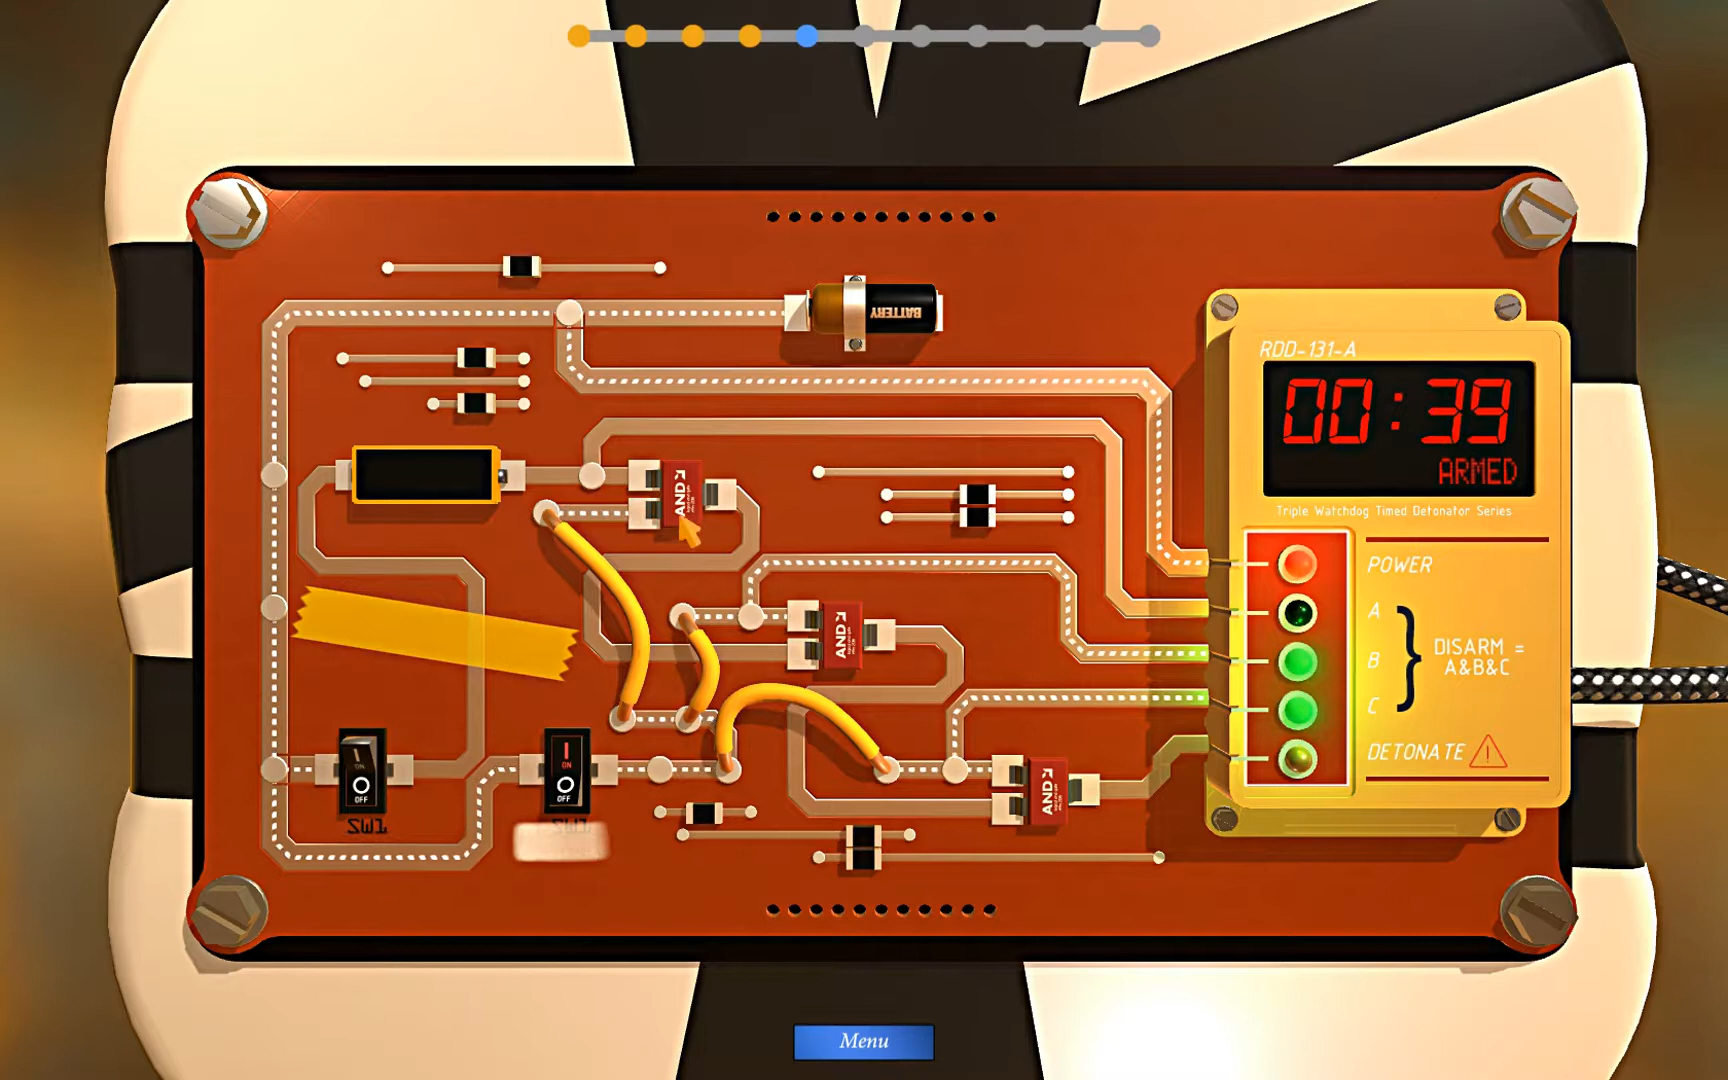 BATTERY
RDD-131-A
00:39
ARMED
Triple Watchdog Timed Detonator Series
POWER
A
B
C
DISARM =
A&B&C
DETONATE
AND
AND
AND
ON
OFF
SW1
ON
OFF
SW1
Menu